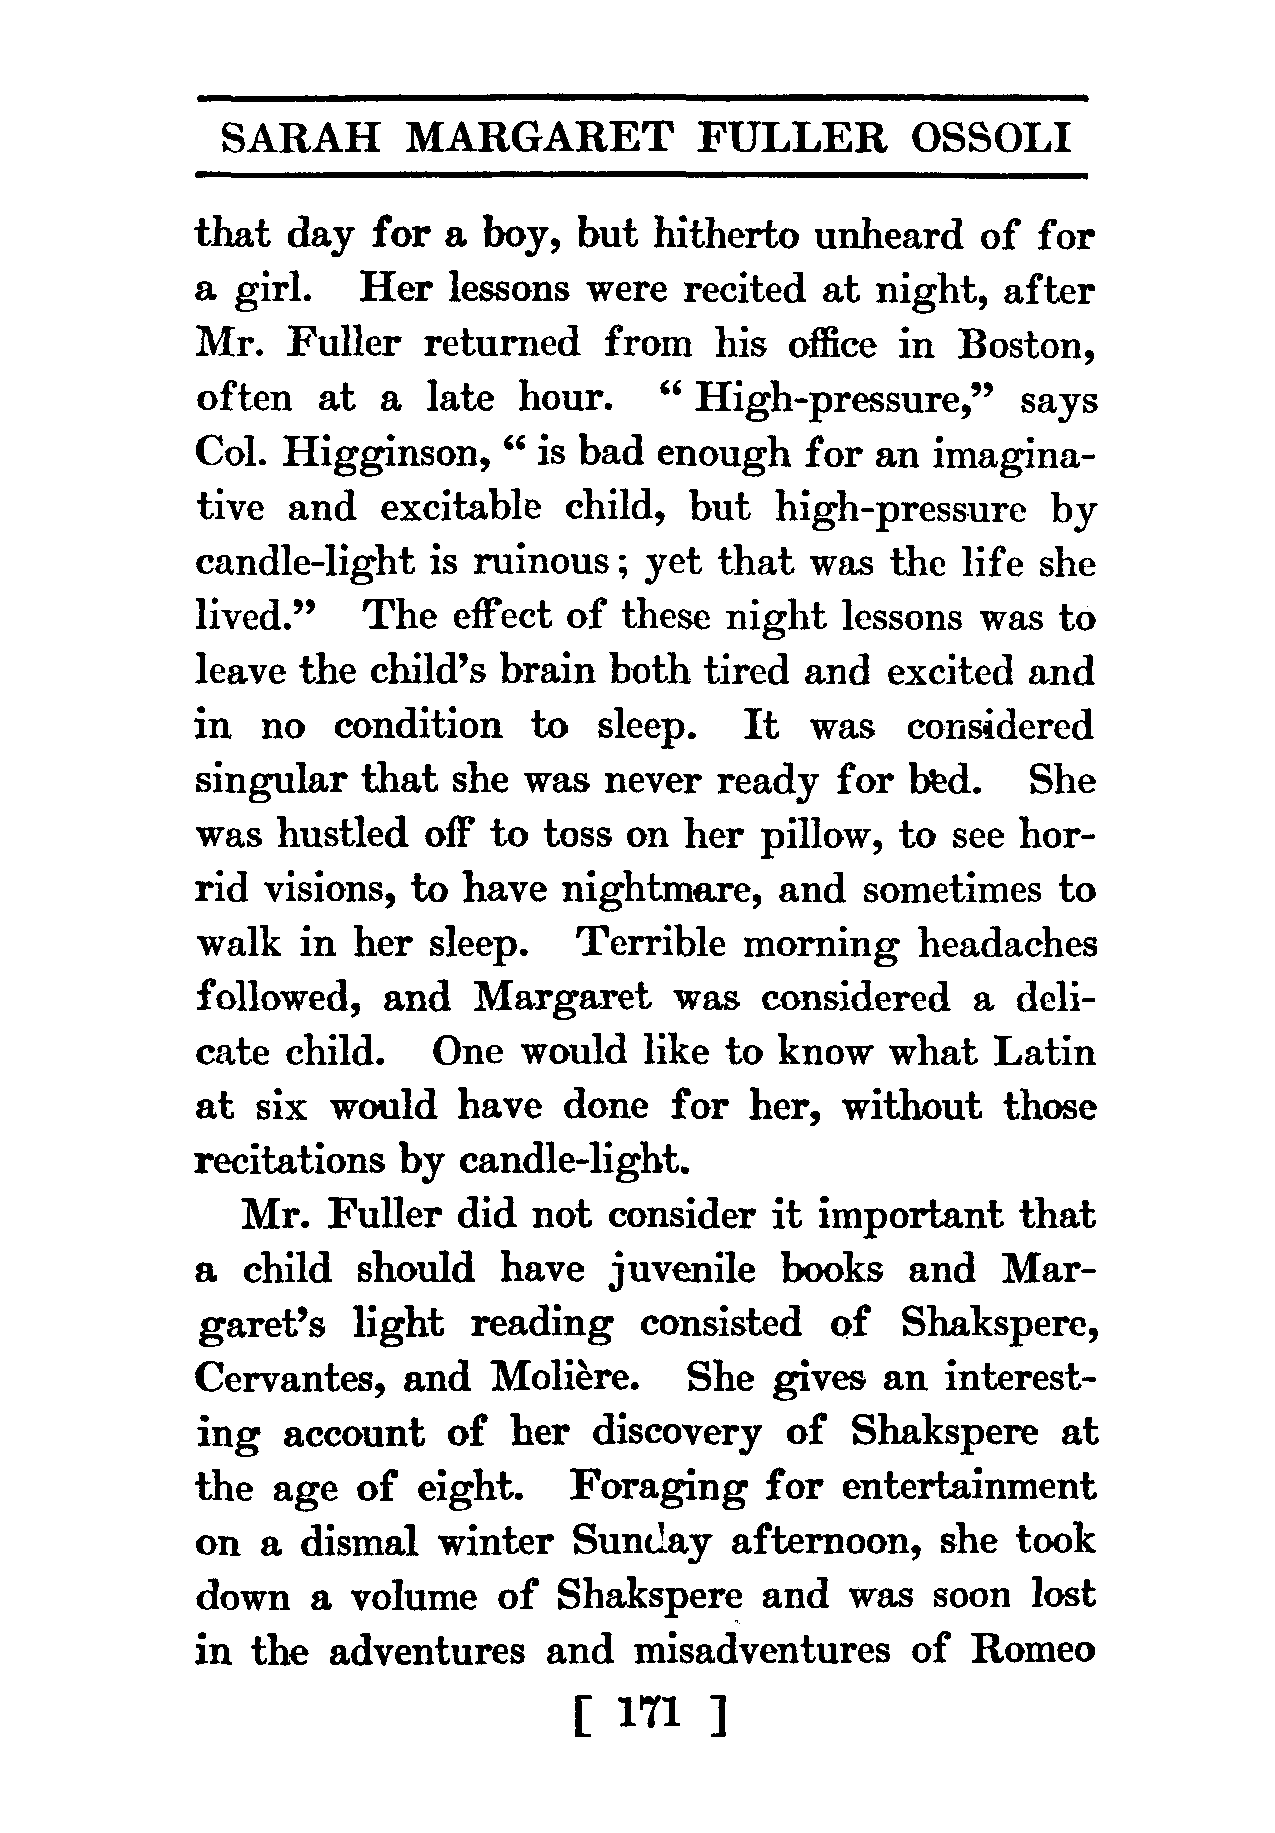 SARAH MARGARET FULLER OSSOLI
that day for a boy, but hitherto unheard of for
a girl. Her lessons were recited at night, after
Mr. Fuller returned from his office in Boston,
often at a late hour. “ High-pressure,” says
Col. Higginson, “ is bad enough for an imagina-
tive and excitable child, but high-pressure by
candle-light is ruinous; yet that was the life she
lived.” The effect of these night lessons was to
leave the child’s brain both tired and excited and
in no condition to sleep. It was considered
singular that she was never ready for bed. She
was hustled off to toss on her pillow, to see hor-
rid visions, to have nightmare, and sometimes to
walk in her sleep. Terrible morning headaches
followed, and Margaret was considered a deli-
cate child. One would like to know what Latin
at six would have done for her, without those
recitations by candle-light.
Mr. Fuller did not consider it important that
a child should have juvenile books and Mar-
garet’s light reading consisted of Shakspere,
Cervantes, and Molière. She gives an interest-
ing account of her discovery of Shakspere at
the age of eight. Foraging for entertainment
on a dismal winter Sunday afternoon, she took
down a volume of Shakspere and was soon lost
in the adventures and misadventures of Romeo
[ 171 ]